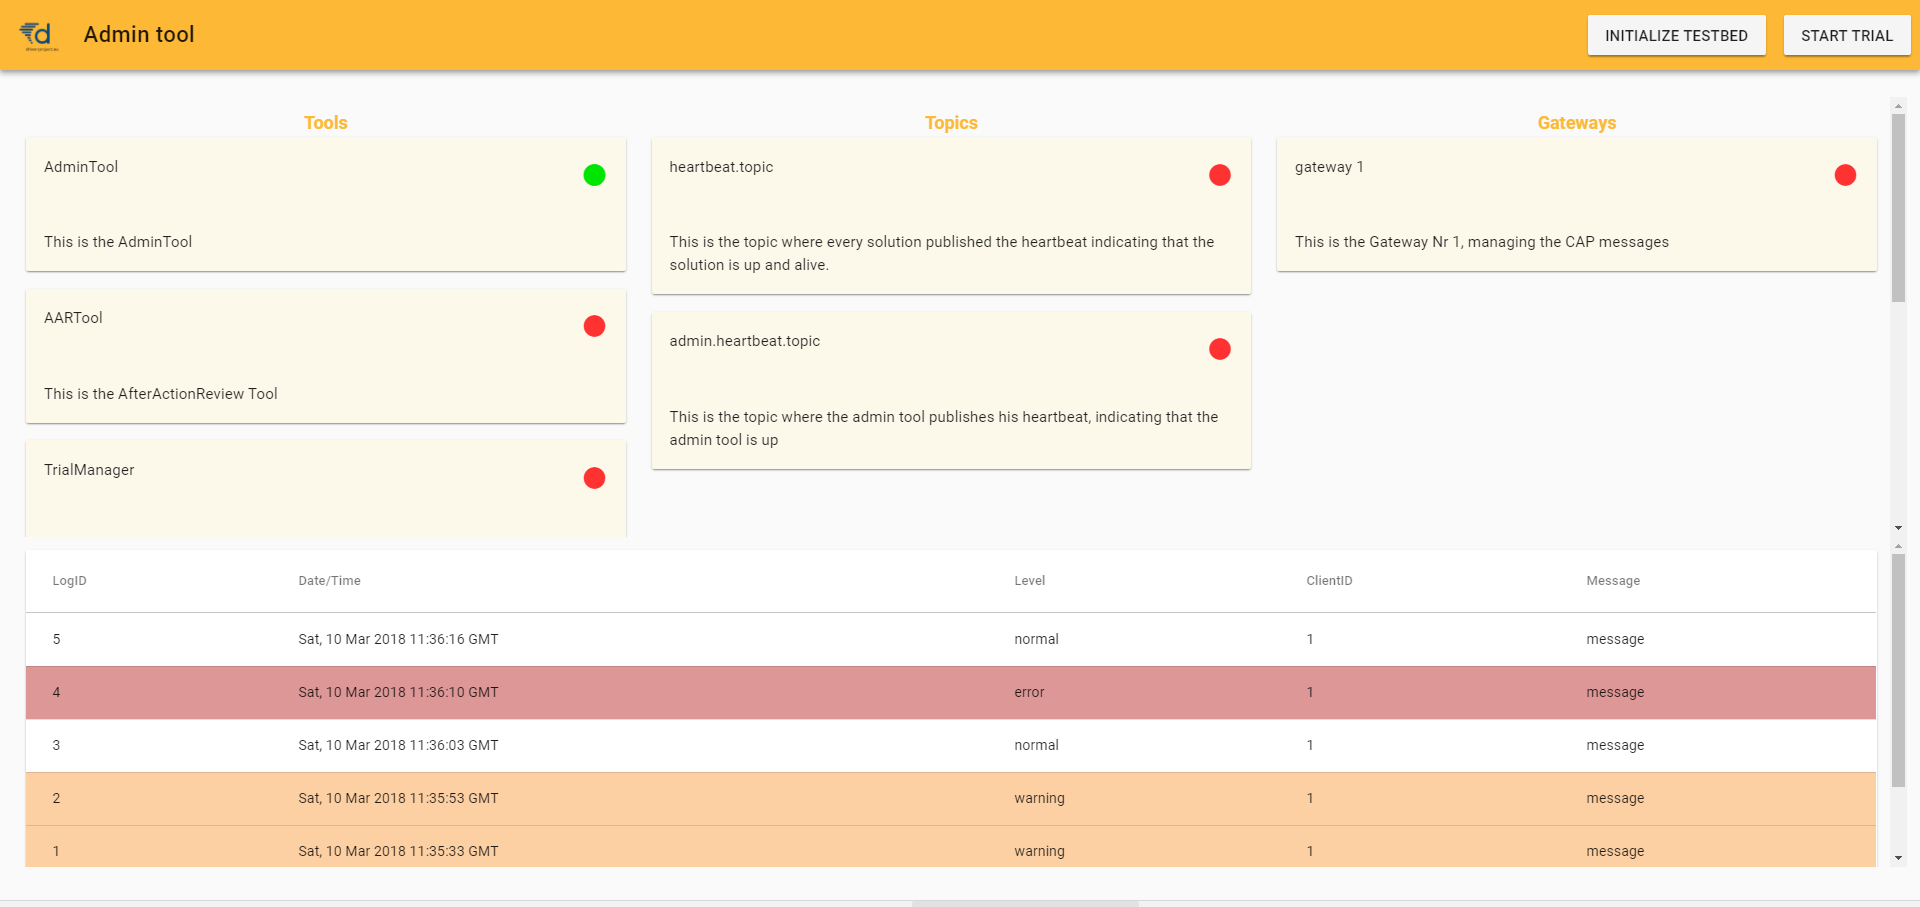 Admin tool
INITIALIZE TESTBED
START TRIAL
Tools
AdminTool
This is the AdminTool
AARTool
This is the AfterActionReview Tool
TrialManager
Topics
heartbeat.topic
This is the topic where every solution published the heartbeat indicating that the
solution is up and alive.
admin.heartbeat.topic
This is the topic where the admin tool publishes his heartbeat, indicating that the
admin tool is up
Gateways
gateway 1
This is the Gateway Nr 1, managing the CAP messages
LogID Date/Time Level ClientID Message
5 Sat, 10 Mar 2018 11:36:16 GMT normal 1 message
4 Sat, 10 Mar 2018 11:36:10 GMT error 1 message
3 Sat, 10 Mar 2018 11:36:03 GMT normal 1 message
2 Sat, 10 Mar 2018 11:35:53 GMT warning 1 message
1 Sat, 10 Mar 2018 11:35:33 GMT warning 1 message